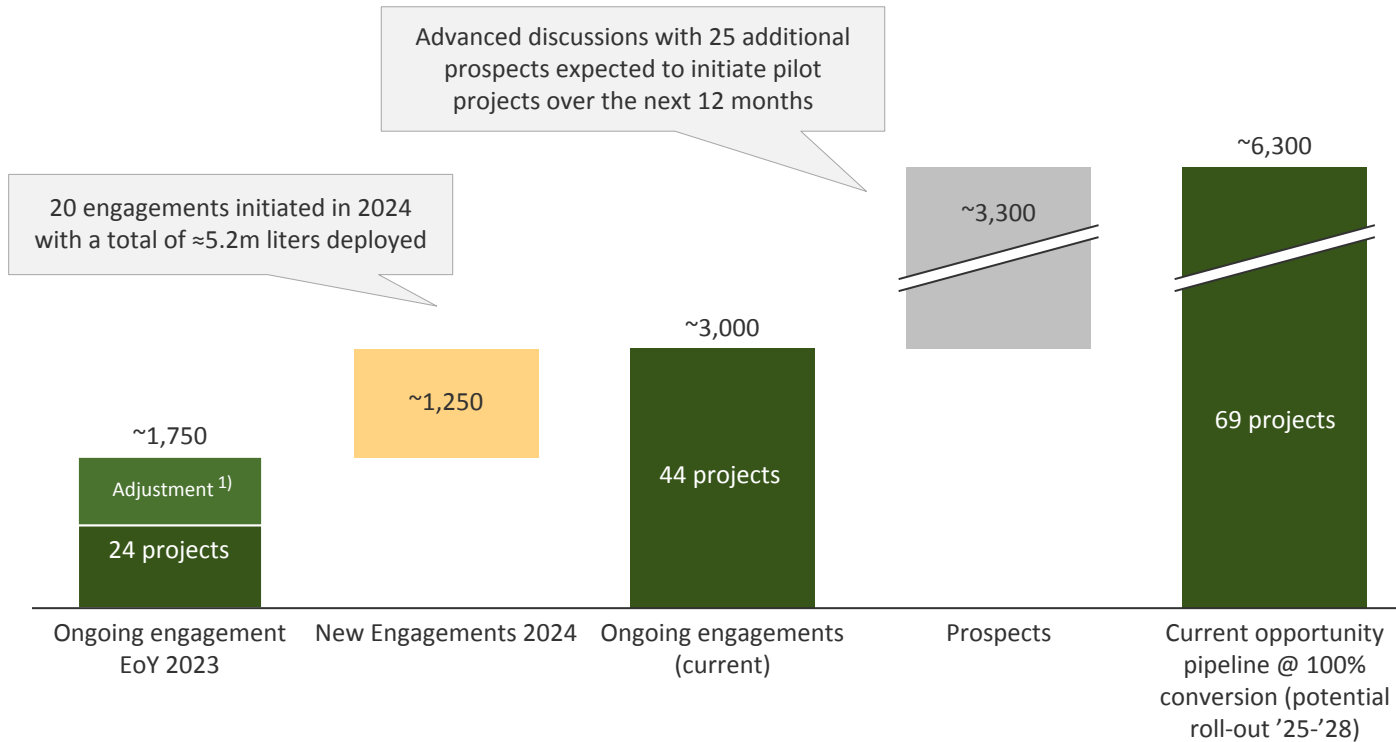 Advanced discussions with 25 additional
prospects expected to initiate pilot
projects over the next 12 months
20 engagements initiated in 2024
with a total of ≈5.2m liters deployed
~1,750
Adjustment 1)
24 projects
~1,250
~3,000
44 projects
~3,300
~6,300
69 projects
Ongoing engagement
EoY 2023
New Engagements 2024
Ongoing engagements
(current)
Prospects
Current opportunity
pipeline @ 100%
conversion (potential
roll-out ’25-’28)